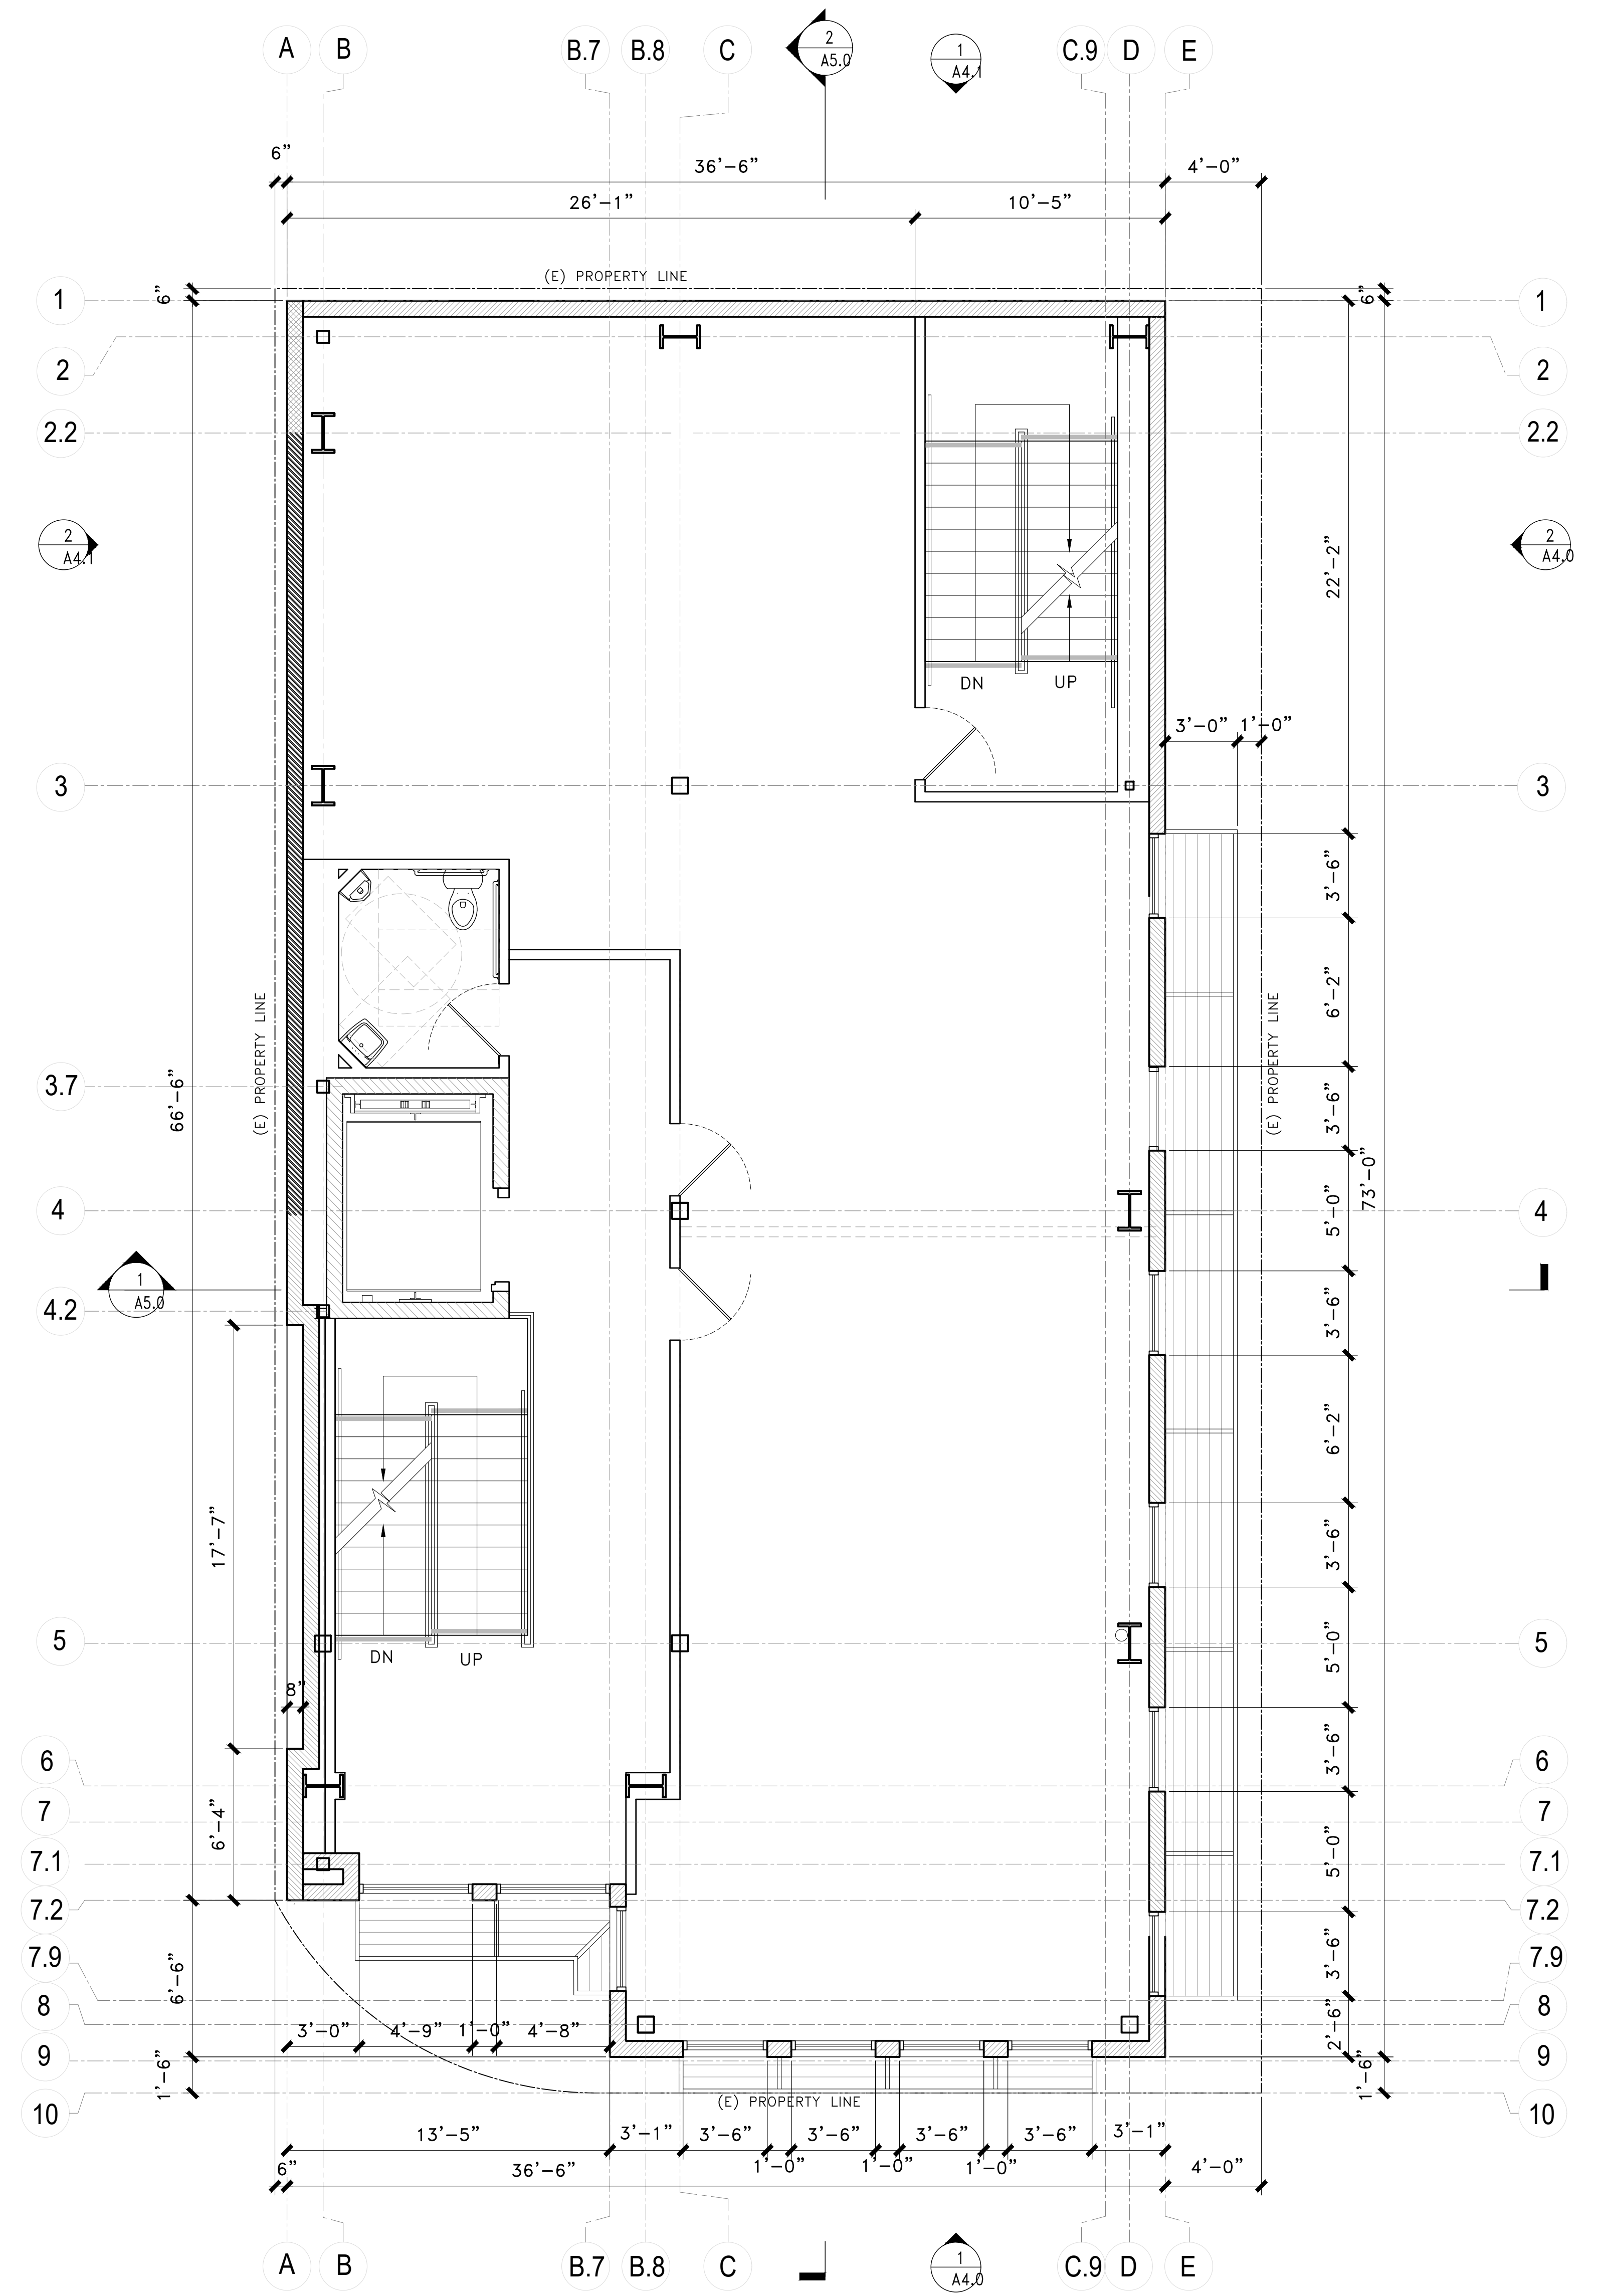 A B B.7 B.8 C 2 A5.0 1 A4.1 C.9 D E
6" 36'-6" 4'-0"
26'-1" 10'-5"
(E) PROPERTY LINE
1 6" 6" 1
2 2
2.2 2.2
2 A4.1 2 A4.0
22'-2"
DN UP
3'-0" 1'-0"
3 3
3'-6"
6'-2"
(E) PROPERTY LINE
(E) PROPERTY LINE
3.7
66'-6"
3'-6"
73'-0"
4 5'-0" 4
1 A5.0
4.2
3'-6"
6'-2"
17'-7"
3'-6"
5 5'-0" 5
DN UP
8"
6 3'-6" 6
7 7
6'-4" 5'-0"
7.1 7.1
7.2 7.2
7.9 7.9
6'-6" 3'-6"
8 8
3'-0" 4'-9" 1'-0" 4'-8" 2'-6"
9 9
1'-6" 1'-6"
(E) PROPERTY LINE
10 10
13'-5" 3'-1" 3'-6" 3'-6" 3'-6" 3'-6" 3'-1"
1'-0" 1'-0" 1'-0"
6" 36'-6" 4'-0"
A B B.7 B.8 C 1 A4.0 C.9 D E